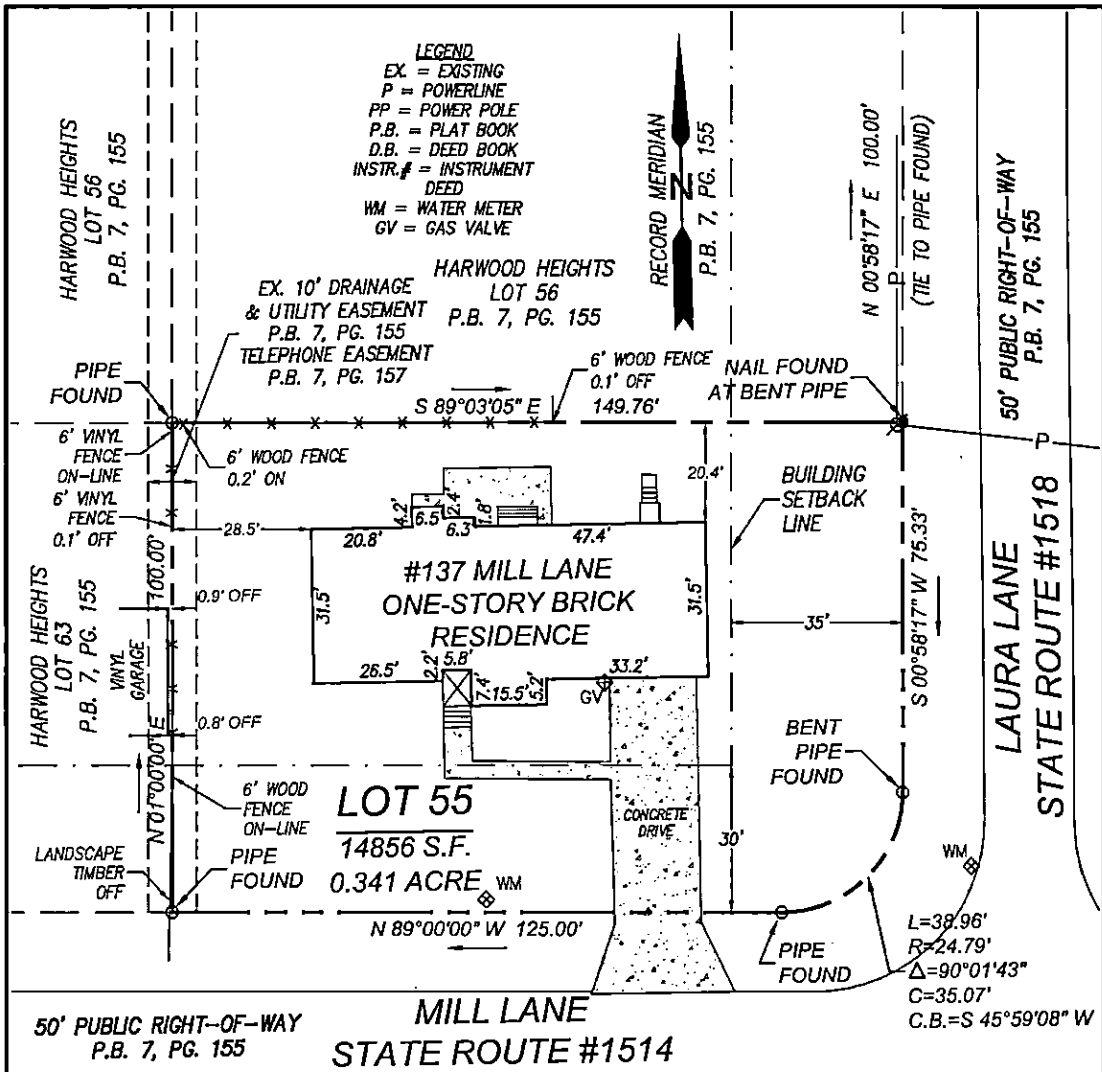 LEGEND
EX. = EXISTING
P = POWERLINE
PP = POWER POLE
P.B. = PLAT BOOK
D.B. = DEED BOOK
INSTR.# = INSTRUMENT
DEED
WM = WATER METER
GV = GAS VALVE
HARWOOD HEIGHTS
LOT 56
P.B. 7, PG. 155
RECORD MERIDIAN
N
P.B. 7, PG. 155
N 00°58'17" E 100.00'
(TIE TO PIPE FOUND)
P
50' PUBLIC RIGHT-OF-WAY
P.B. 7, PG. 155
HARWOOD HEIGHTS
LOT 56
P.B. 7, PG. 155
EX. 10' DRAINAGE
& UTILITY EASEMENT
P.B. 7, PG. 155
TELEPHONE EASEMENT
P.B. 7, PG. 157
PIPE
FOUND
6' WOOD FENCE
0.1' OFF
NAIL FOUND
AT BENT PIPE
S 89°03'05" E 149.76'
P
6' VINYL
FENCE
ON-LINE
6' WOOD FENCE
0.2' ON
6' VINYL
FENCE
0.1' OFF
20.4'
BUILDING
SETBACK
LINE
28.5'
20.8'
4.2'
6.5'
2.4'
6.3'
1.8'
47.4'
#137 MILL LANE
ONE-STORY BRICK
RESIDENCE
31.5'
31.5'
35'
S 00°58'17" W 75.33'
LAURA LANE
STATE ROUTE #1518
100.00'
N 01°00'00" E
0.9' OFF
HARWOOD HEIGHTS
LOT 63
P.B. 7, PG. 155
VINYL
GARAGE
0.8' OFF
26.5'
2.2'
5.8'
7.4'
15.5'
5.2'
33.2'
GV
BENT
PIPE
FOUND
6' WOOD
FENCE
ON-LINE
LOT 55
14856 S.F.
0.341 ACRE
CONCRETE
DRIVE
30'
LANDSCAPE
TIMBER
OFF
PIPE
FOUND
WM
WM
N 89°00'00" W 125.00'
PIPE
FOUND
L=38.96'
R=24.79'
Δ=90°01'43"
C=35.07'
C.B.=S 45°59'08" W
50' PUBLIC RIGHT-OF-WAY
P.B. 7, PG. 155
MILL LANE
STATE ROUTE #1514